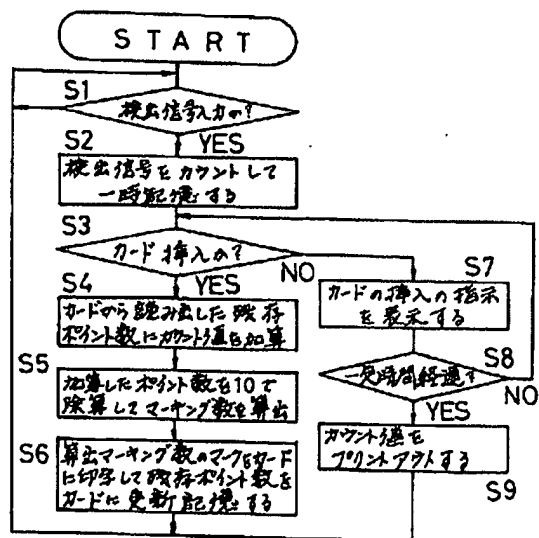 START
S1
検出信号入力か?
S2
YES
検出信号をカウントして
一時記憶する
S3
カード挿入か?
S4
YES
NO
カードから読み出した残存
ポイント数にカウント値を加算
S5
加算したポイント数を10で
除算してマーキング数を算出
S6
算出マーキング数のマークをカード
に印字して残存ポイント数を
カードに更新記憶する
S7
カードの挿入の指示
を表示する
S8
一定時間経過?
NO
YES
カウント値を
プリントアウトする
S9